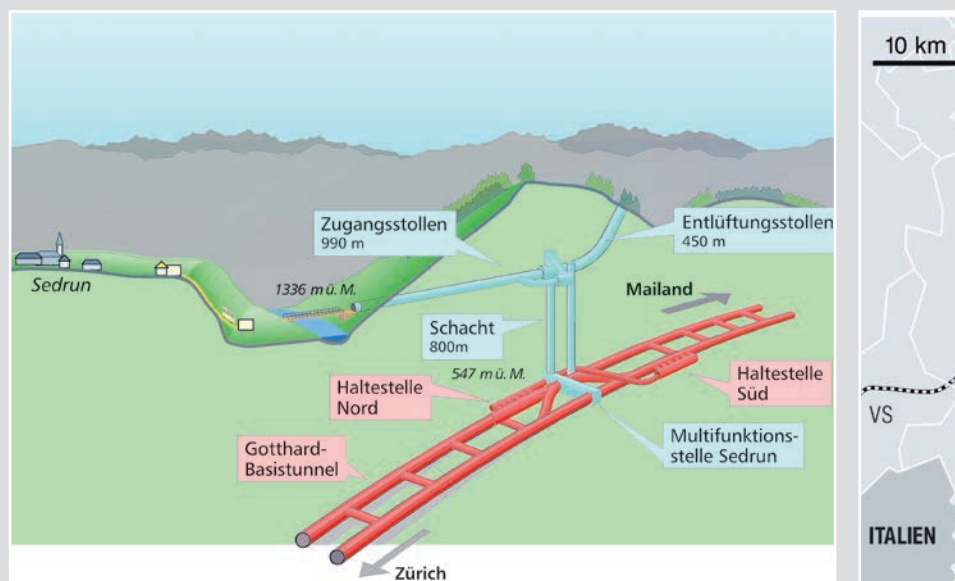 Zugangsstollen
990 m
Entlüftungsstollen
450 m
Sedrun
1336 m ü. M.
Mailand
Schacht
800m
547 m ü. M.
Haltestelle
Nord
Haltestelle
Süd
Gotthard-
Basistunnel
Multifunktions-
stelle Sedrun
Zürich
10 km
VS
ITALIEN